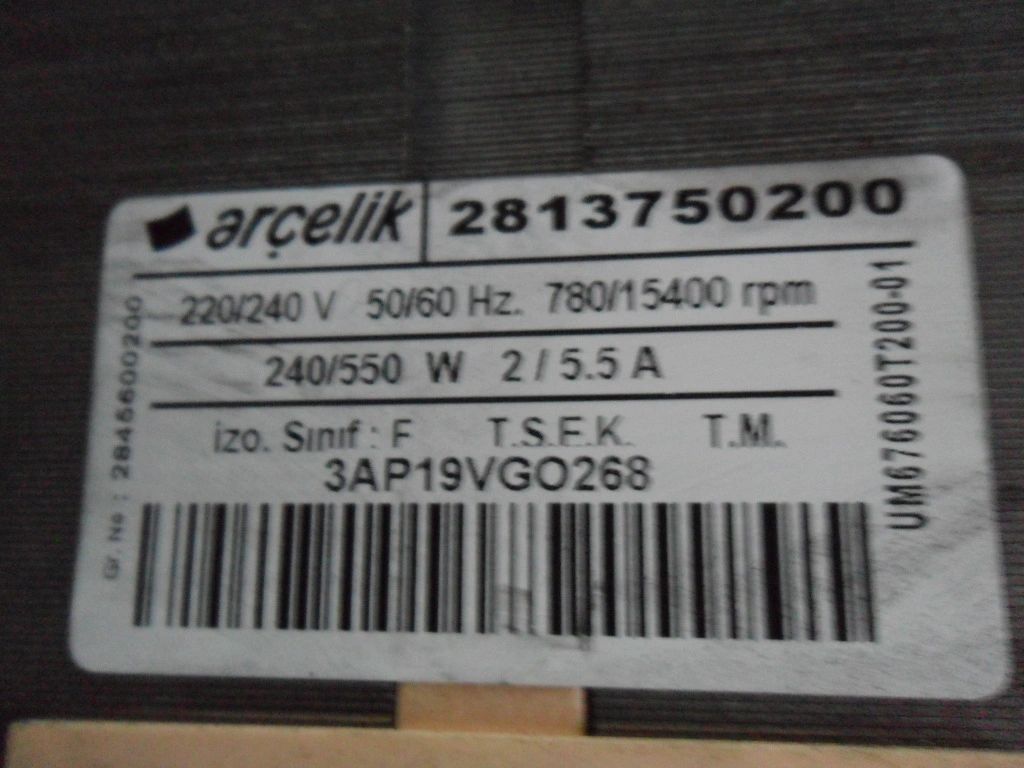 arçelik 2813750200
220/240 V 50/60 Hz. 780/15400 rpm
240/550 W 2 / 5.5 A
izo. Sınıf : F T.S.E.K. T.M.
3AP19VGO268
Gr. No : 2846600200
UM676060T200-01